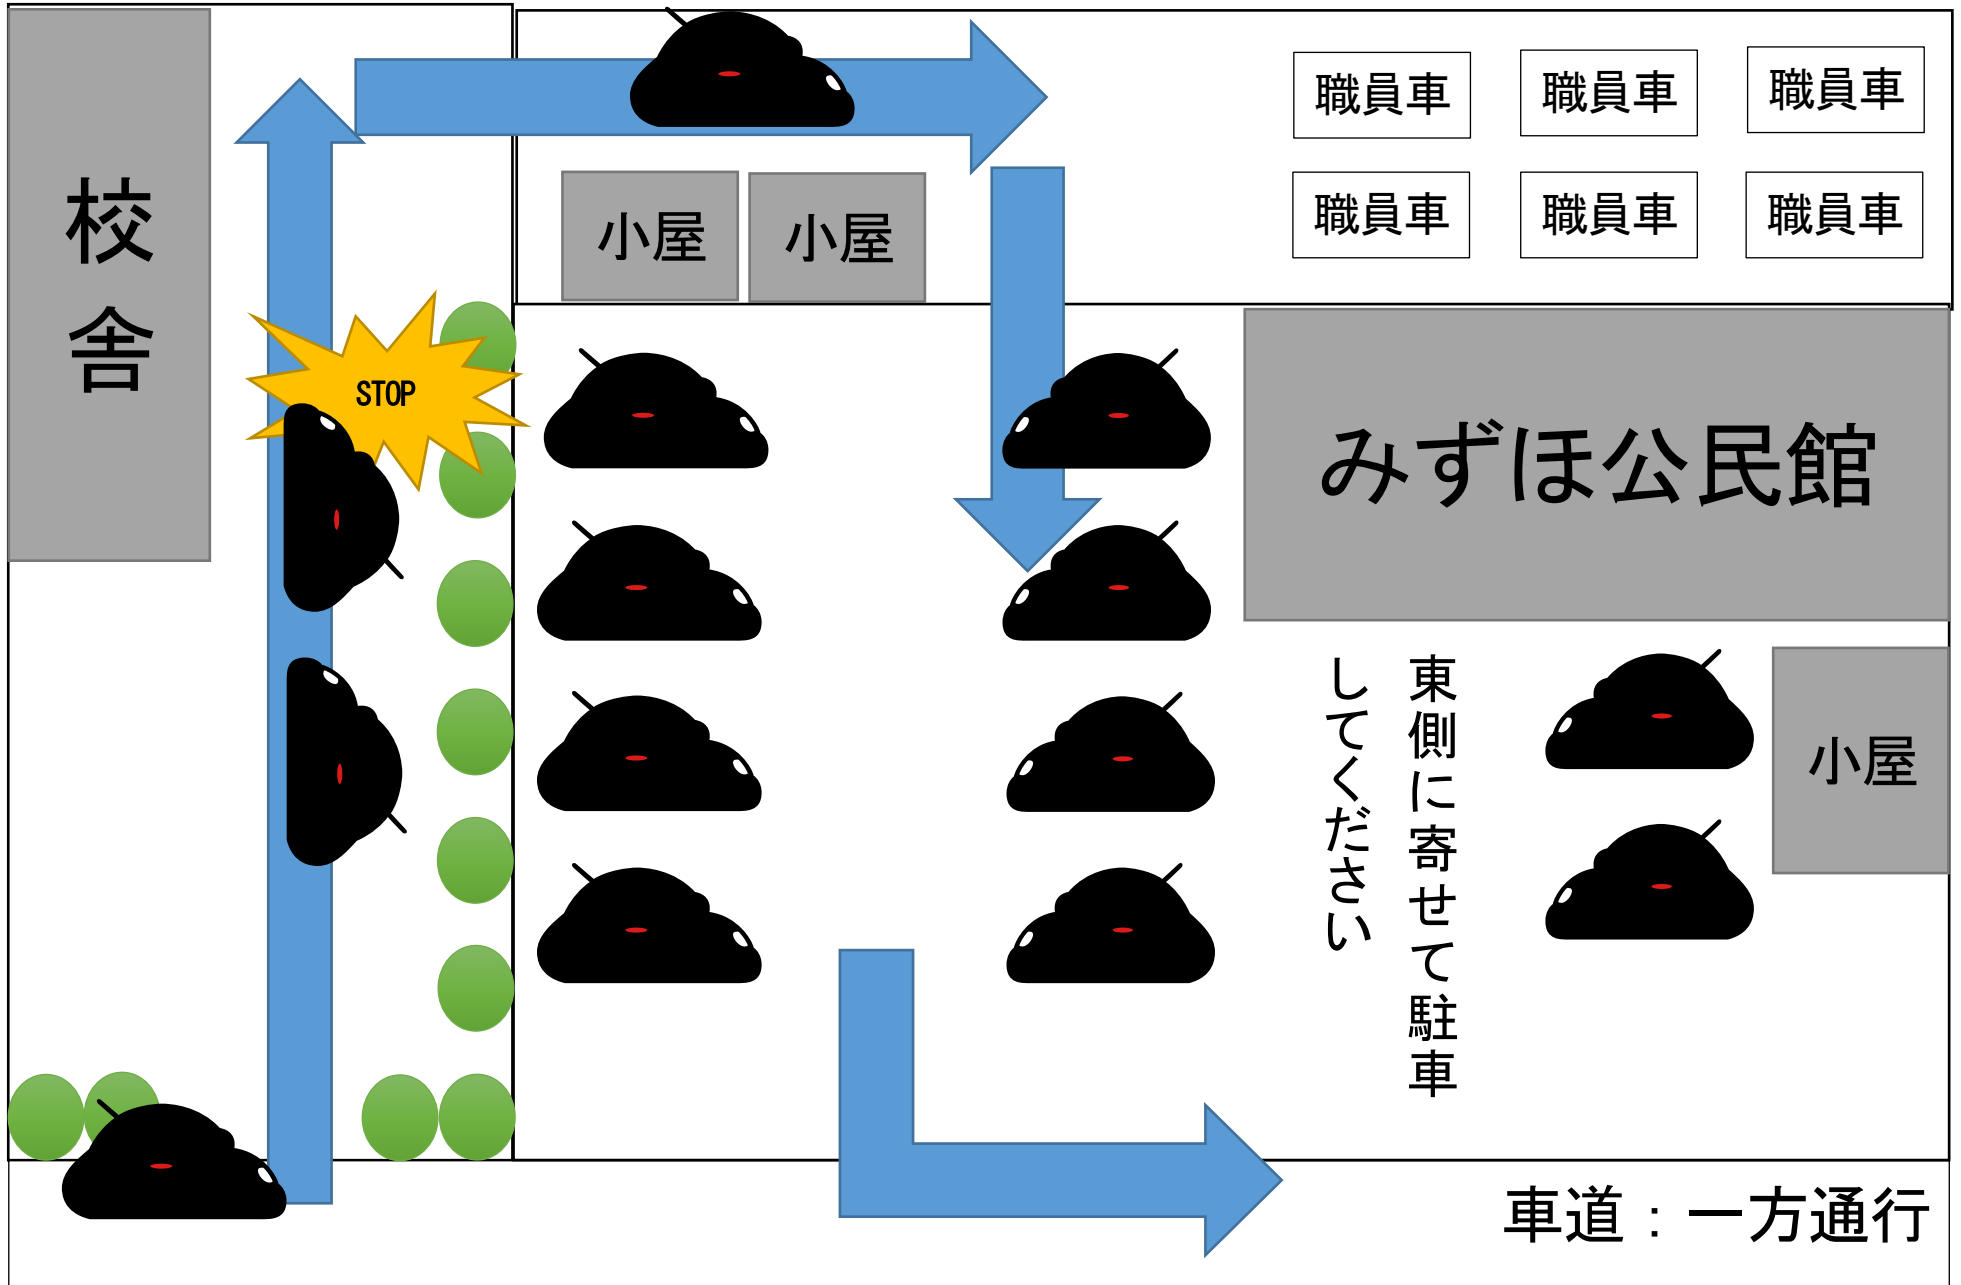 校舎
職員車
職員車
職員車
職員車
職員車
職員車
小屋
小屋
STOP
みずほ公民館
東側に寄せて駐車
してください
小屋
車道：一方通行